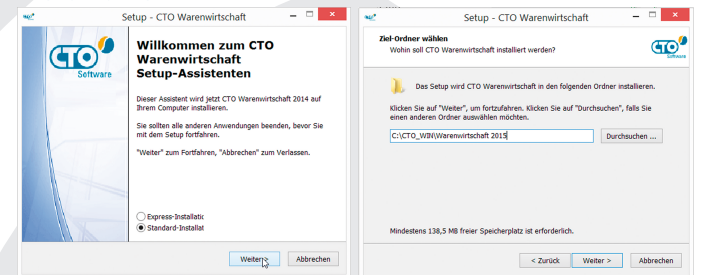 Setup - CTO Warenwirtschaft
CTO
Software
Willkommen zum CTO
Warenwirtschaft
Setup-Assistenten
Dieser Assistent wird jetzt CTO Warenwirtschaft 2014 auf
Ihrem Computer installieren.
Sie sollten alle anderen Anwendungen beenden, bevor Sie
mit dem Setup fortfahren.
"Weiter" zum Fortfahren, "Abbrechen" zum Verlassen.
Express-Installatic
Standard-Installat
Weiter >
Abbrechen
Setup - CTO Warenwirtschaft
Ziel-Ordner wählen
Wohin soll CTO Warenwirtschaft installiert werden?
CTO
Software
Das Setup wird CTO Warenwirtschaft in den folgenden Ordner installieren.
Klicken Sie auf "Weiter", um fortzufahren. Klicken Sie auf "Durchsuchen", falls Sie
einen anderen Ordner auswählen möchten.
C:\CTO_WIN\Warenwirtschaft 2015
Durchsuchen ...
Mindestens 138,5 MB freier Speicherplatz ist erforderlich.
< Zurück
Weiter >
Abbrechen